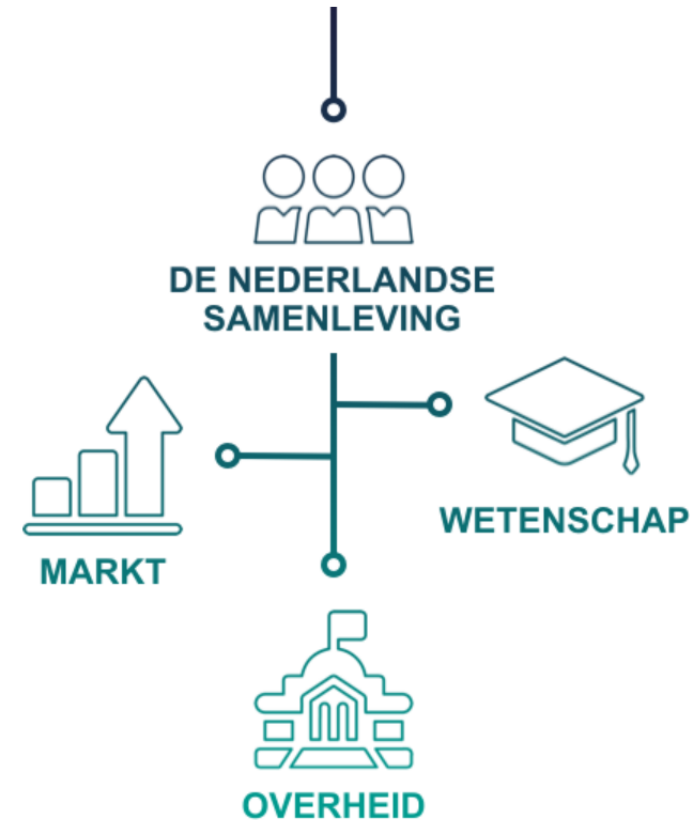 DE NEDERLANDSE
SAMENLEVING
WETENSCHAP
MARKT
OVERHEID